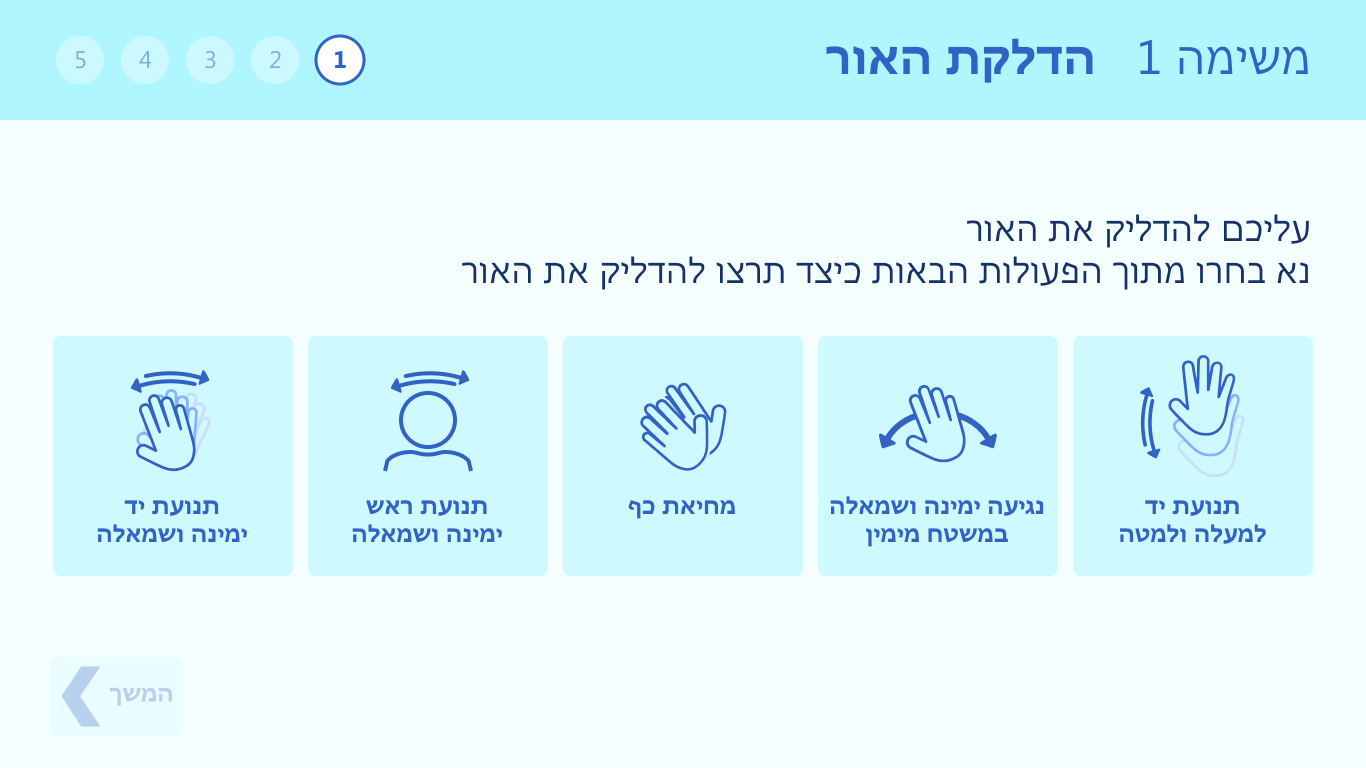 משימה 1 הדלקת האור
1 2 3 4 5
עליכם להדליק את האור
נא בחרו מתוך הפעולות הבאות כיצד תרצו להדליק את האור
תנועת יד
למעלה ולמטה
נגיעה ימינה ושמאלה
במשטח מימין
מחיאת כף
תנועת ראש
ימינה ושמאלה
תנועת יד
ימינה ושמאלה
המשך